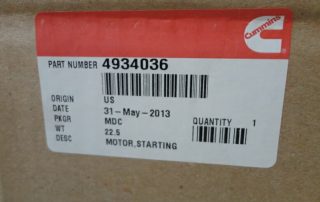 Cummins
PART NUMBER 4934036
ORIGIN US
DATE 31-May-2013
PKGR MDC QUANTITY 1
WT 22.5
DESC MOTOR,STARTING